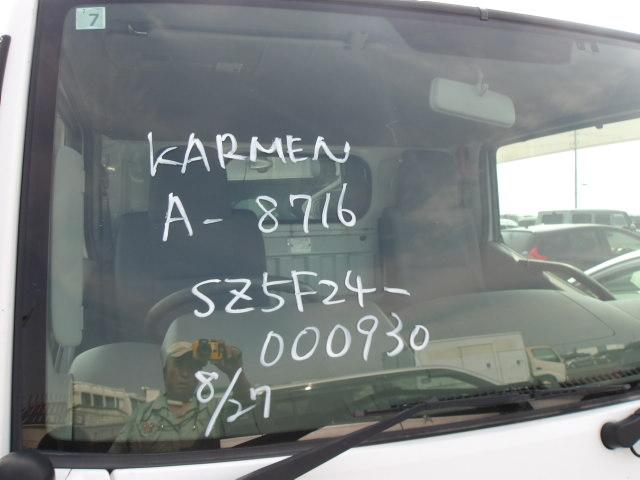 7
KARMEN
A- 8716
SZ5F24-
000930
8/27